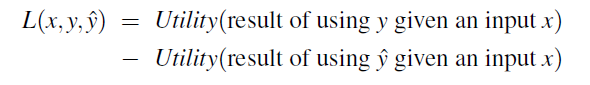 L(x, y, ŷ) = Utility(result of using y given an input x)
− Utility(result of using ŷ given an input x)